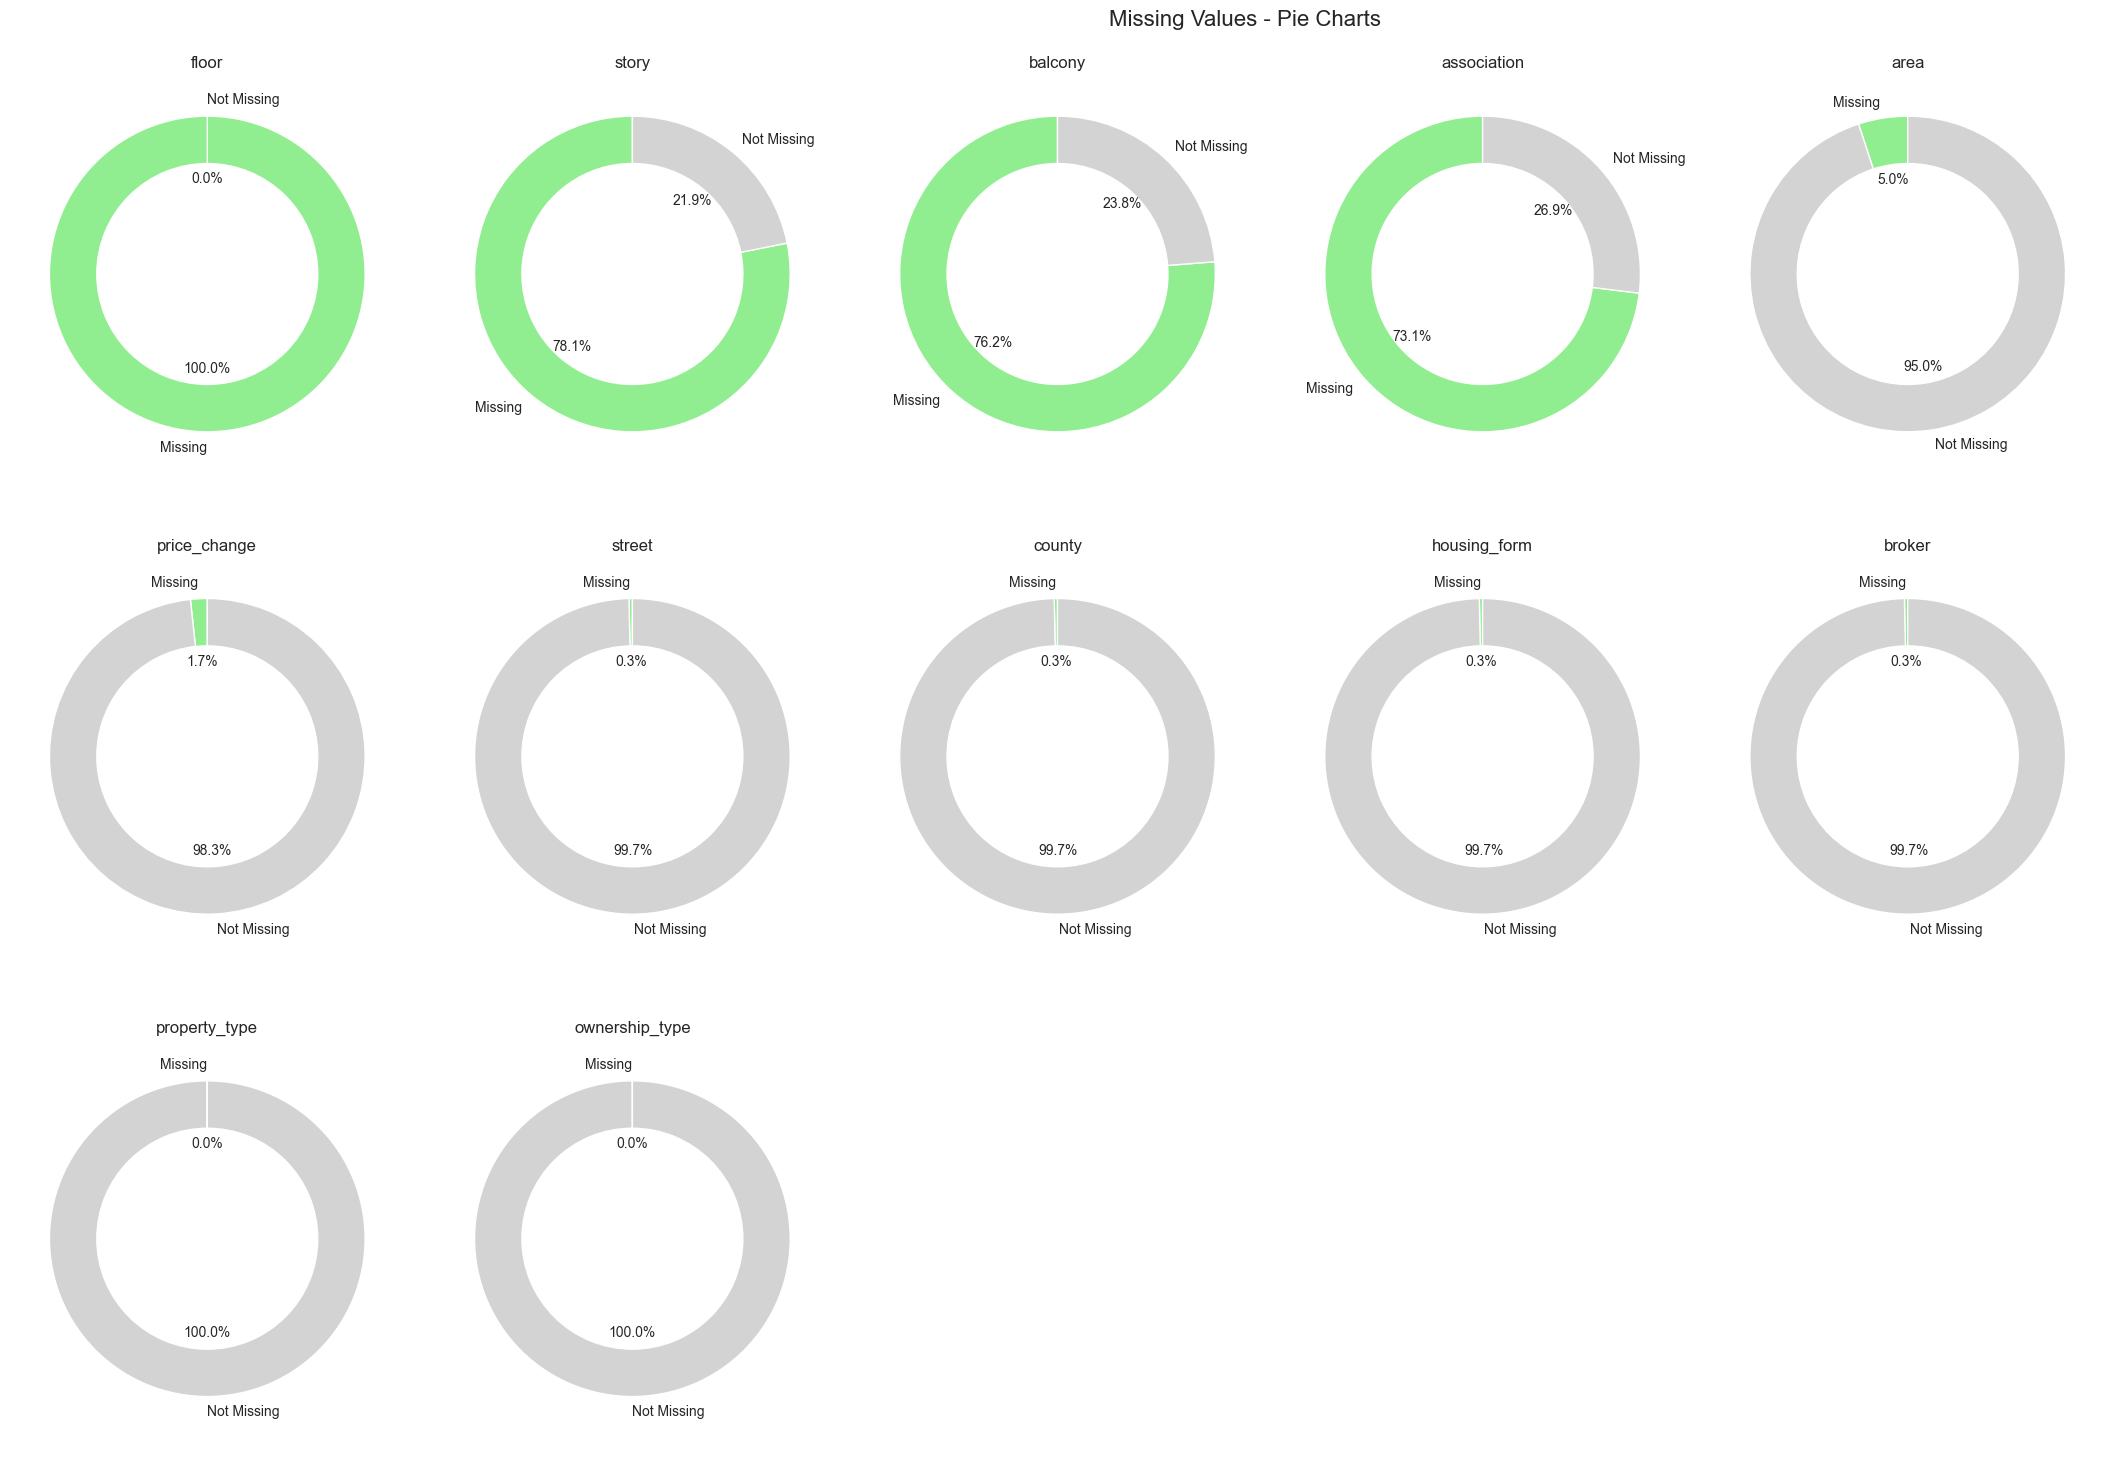 Missing Values - Pie Charts
floor
Not Missing
0.0%
100.0%
Missing
story
Not Missing
21.9%
78.1%
Missing
balcony
Not Missing
23.8%
76.2%
Missing
association
Not Missing
26.9%
73.1%
Missing
area
Missing
5.0%
95.0%
Not Missing
price_change
Missing
1.7%
98.3%
Not Missing
street
Missing
0.3%
99.7%
Not Missing
county
Missing
0.3%
99.7%
Not Missing
housing_form
Missing
0.3%
99.7%
Not Missing
broker
Missing
0.3%
99.7%
Not Missing
property_type
Missing
0.0%
100.0%
Not Missing
ownership_type
Missing
0.0%
100.0%
Not Missing